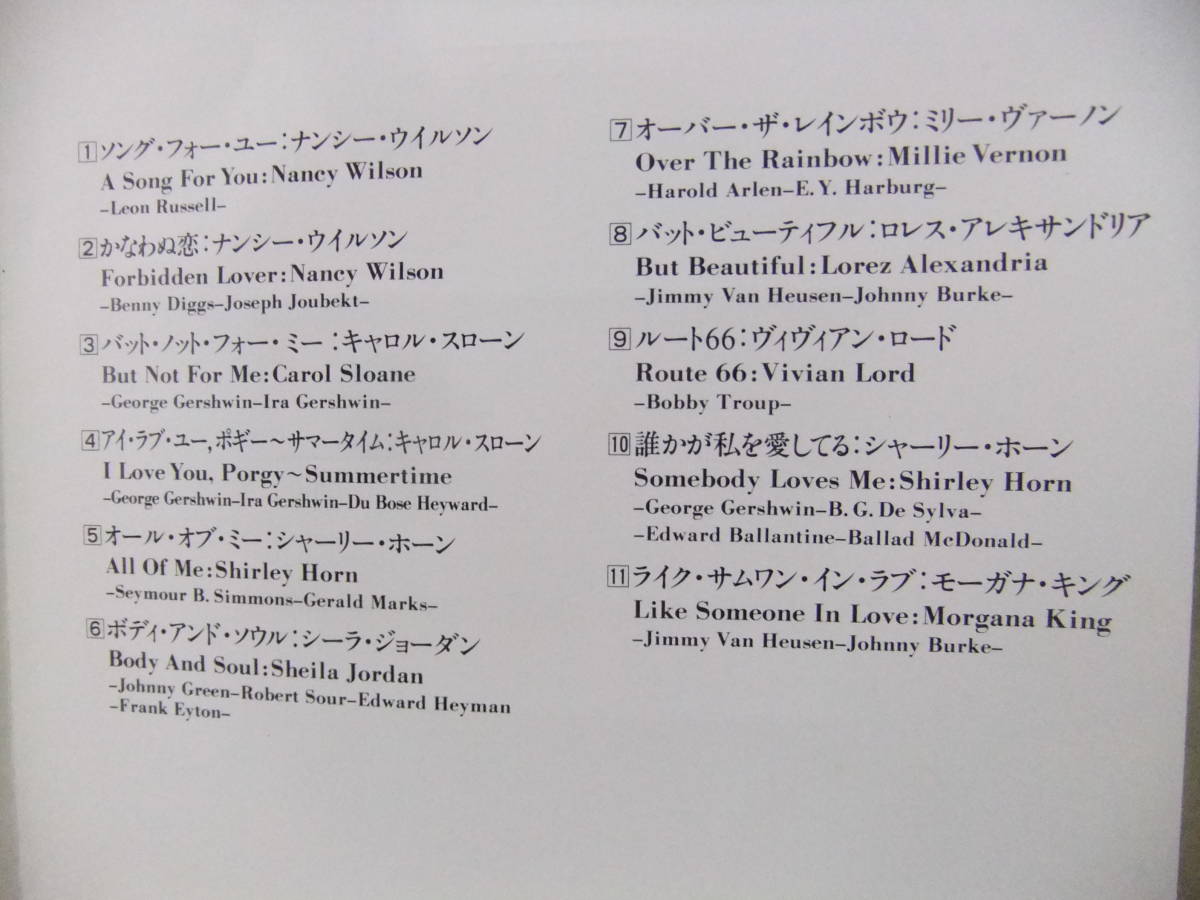 1 ソング・フォー・ユー：ナンシー・ウイルソン
A Song For You:Nancy Wilson
–Leon Russell–
2 かなわぬ恋：ナンシー・ウイルソン
Forbidden Lover:Nancy Wilson
–Benny Diggs–Joseph Joubekt–
3 バット・ノット・フォー・ミー：キャロル・スローン
But Not For Me:Carol Sloane
–George Gershwin–Ira Gershwin–
4 アイ・ラブ・ユー,ポギー〜サマータイム：キャロル・スローン
I Love You, Porgy〜Summertime
–George Gershwin–Ira Gershwin–Du Bose Heyward–
5 オール・オブ・ミー：シャーリー・ホーン
All Of Me:Shirley Horn
–Seymour B. Simmons–Gerald Marks–
6 ボディ・アンド・ソウル：シーラ・ジョーダン
Body And Soul:Sheila Jordan
–Johnny Green–Robert Sour–Edward Heyman
–Frank Eyton–
7 オーバー・ザ・レインボウ：ミリー・ヴァーノン
Over The Rainbow:Millie Vernon
–Harold Arlen–E. Y. Harburg–
8 バット・ビューティフル：ロレス・アレキサンドリア
But Beautiful:Lorez Alexandria
–Jimmy Van Heusen–Johnny Burke–
9 ルート66：ヴィヴィアン・ロード
Route 66:Vivian Lord
–Bobby Troup–
10 誰かが私を愛してる：シャーリー・ホーン
Somebody Loves Me:Shirley Horn
–George Gershwin–B. G. De Sylva–
–Edward Ballantine–Ballad McDonald–
11 ライク・サムワン・イン・ラブ：モーガナ・キング
Like Someone In Love:Morgana King
–Jimmy Van Heusen–Johnny Burke–